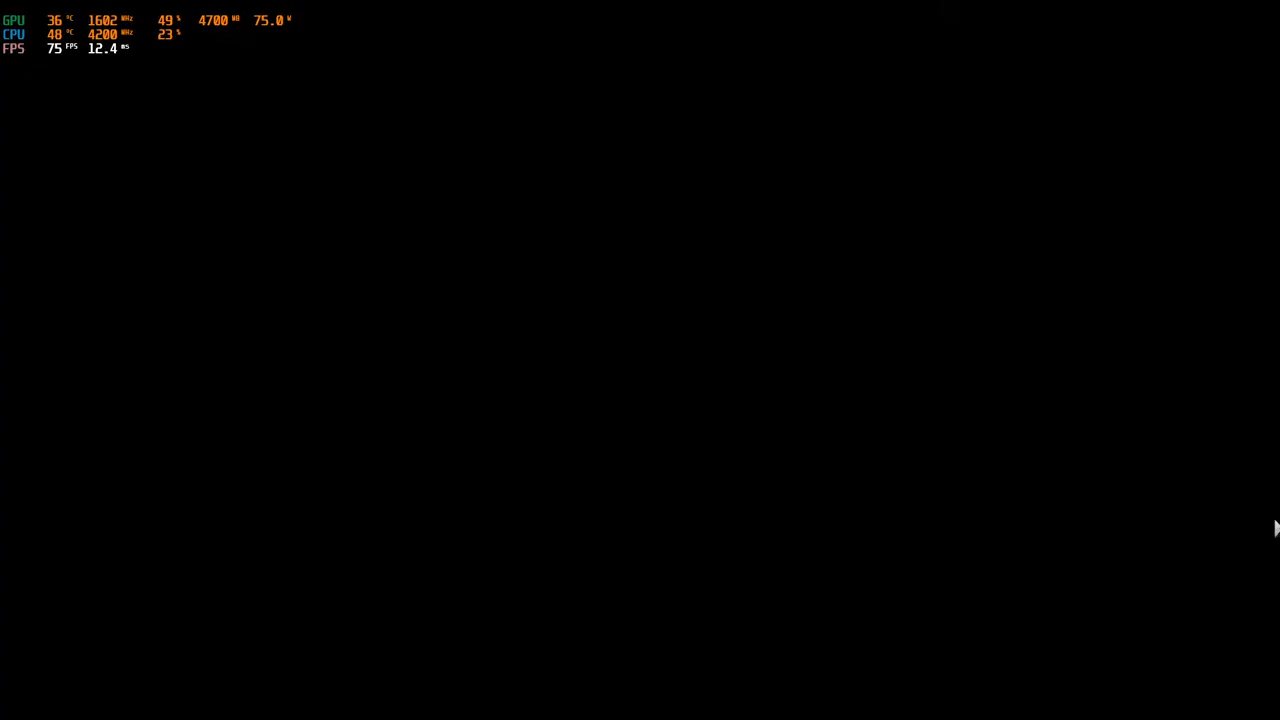 GPU 36 °C 1602 MHz 49 % 4700 MB 75.0 W
CPU 48 °C 4200 MHz 23 %
FPS 75 FPS 12.4 ms